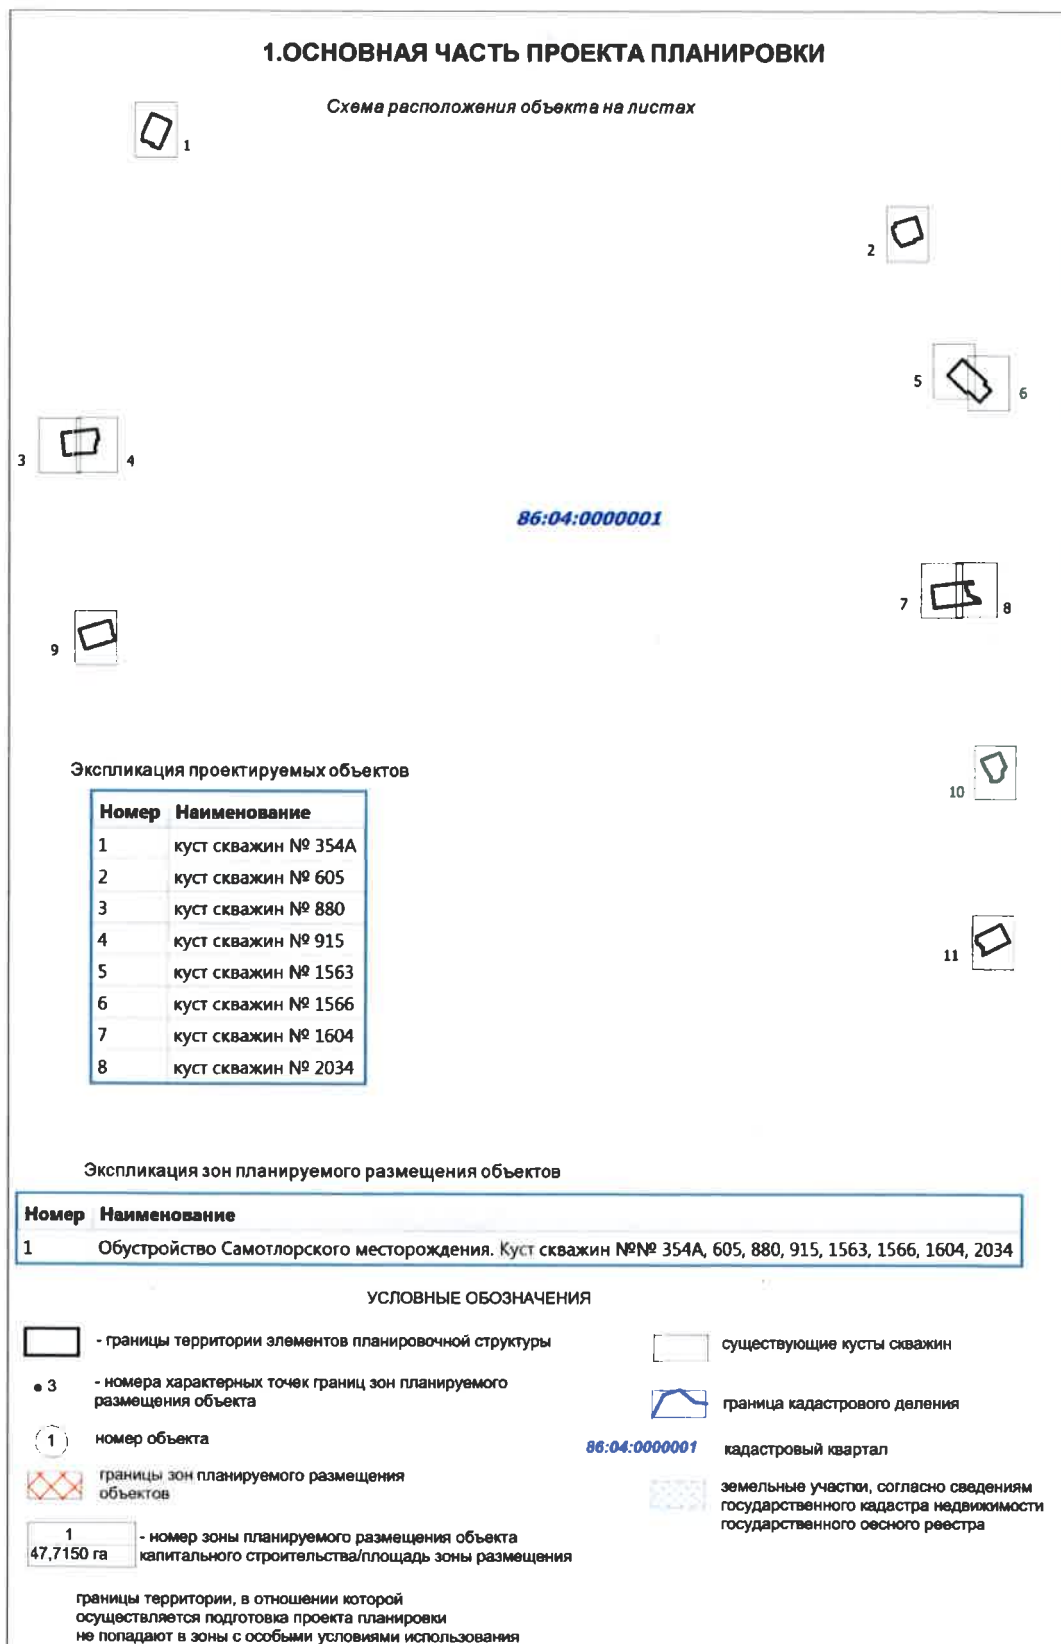 1.ОСНОВНАЯ ЧАСТЬ ПРОЕКТА ПЛАНИРОВКИ
Схема расположения объекта на листах
1
2
5
6
3
4
86:04:0000001
7
8
9
10
11
Экспликация проектируемых объектов
Номер Наименование
1 куст скважин № 354А
2 куст скважин № 605
3 куст скважин № 880
4 куст скважин № 915
5 куст скважин № 1563
6 куст скважин № 1566
7 куст скважин № 1604
8 куст скважин № 2034
Экспликация зон планируемого размещения объектов
Номер Наименование
1 Обустройство Самотлорского месторождения. Куст скважин №№ 354А, 605, 880, 915, 1563, 1566, 1604, 2034
УСЛОВНЫЕ ОБОЗНАЧЕНИЯ
- границы территории элементов планировочной структуры
3 - номера характерных точек границ зон планируемого
размещения объекта
1 номер объекта
границы зон планируемого размещения
объектов
1 - номер зоны планируемого размещения объекта
47,7150 га капитального строительства/площадь зоны размещения
границы территории, в отношении которой
осуществляется подготовка проекта планировки
не попадают в зоны с особыми условиями использования
существующие кусты скважин
граница кадастрового деления
86:04:0000001 кадастровый квартал
земельные участки, согласно сведениям
государственного кадастра недвижимости
государственного оесного реестра